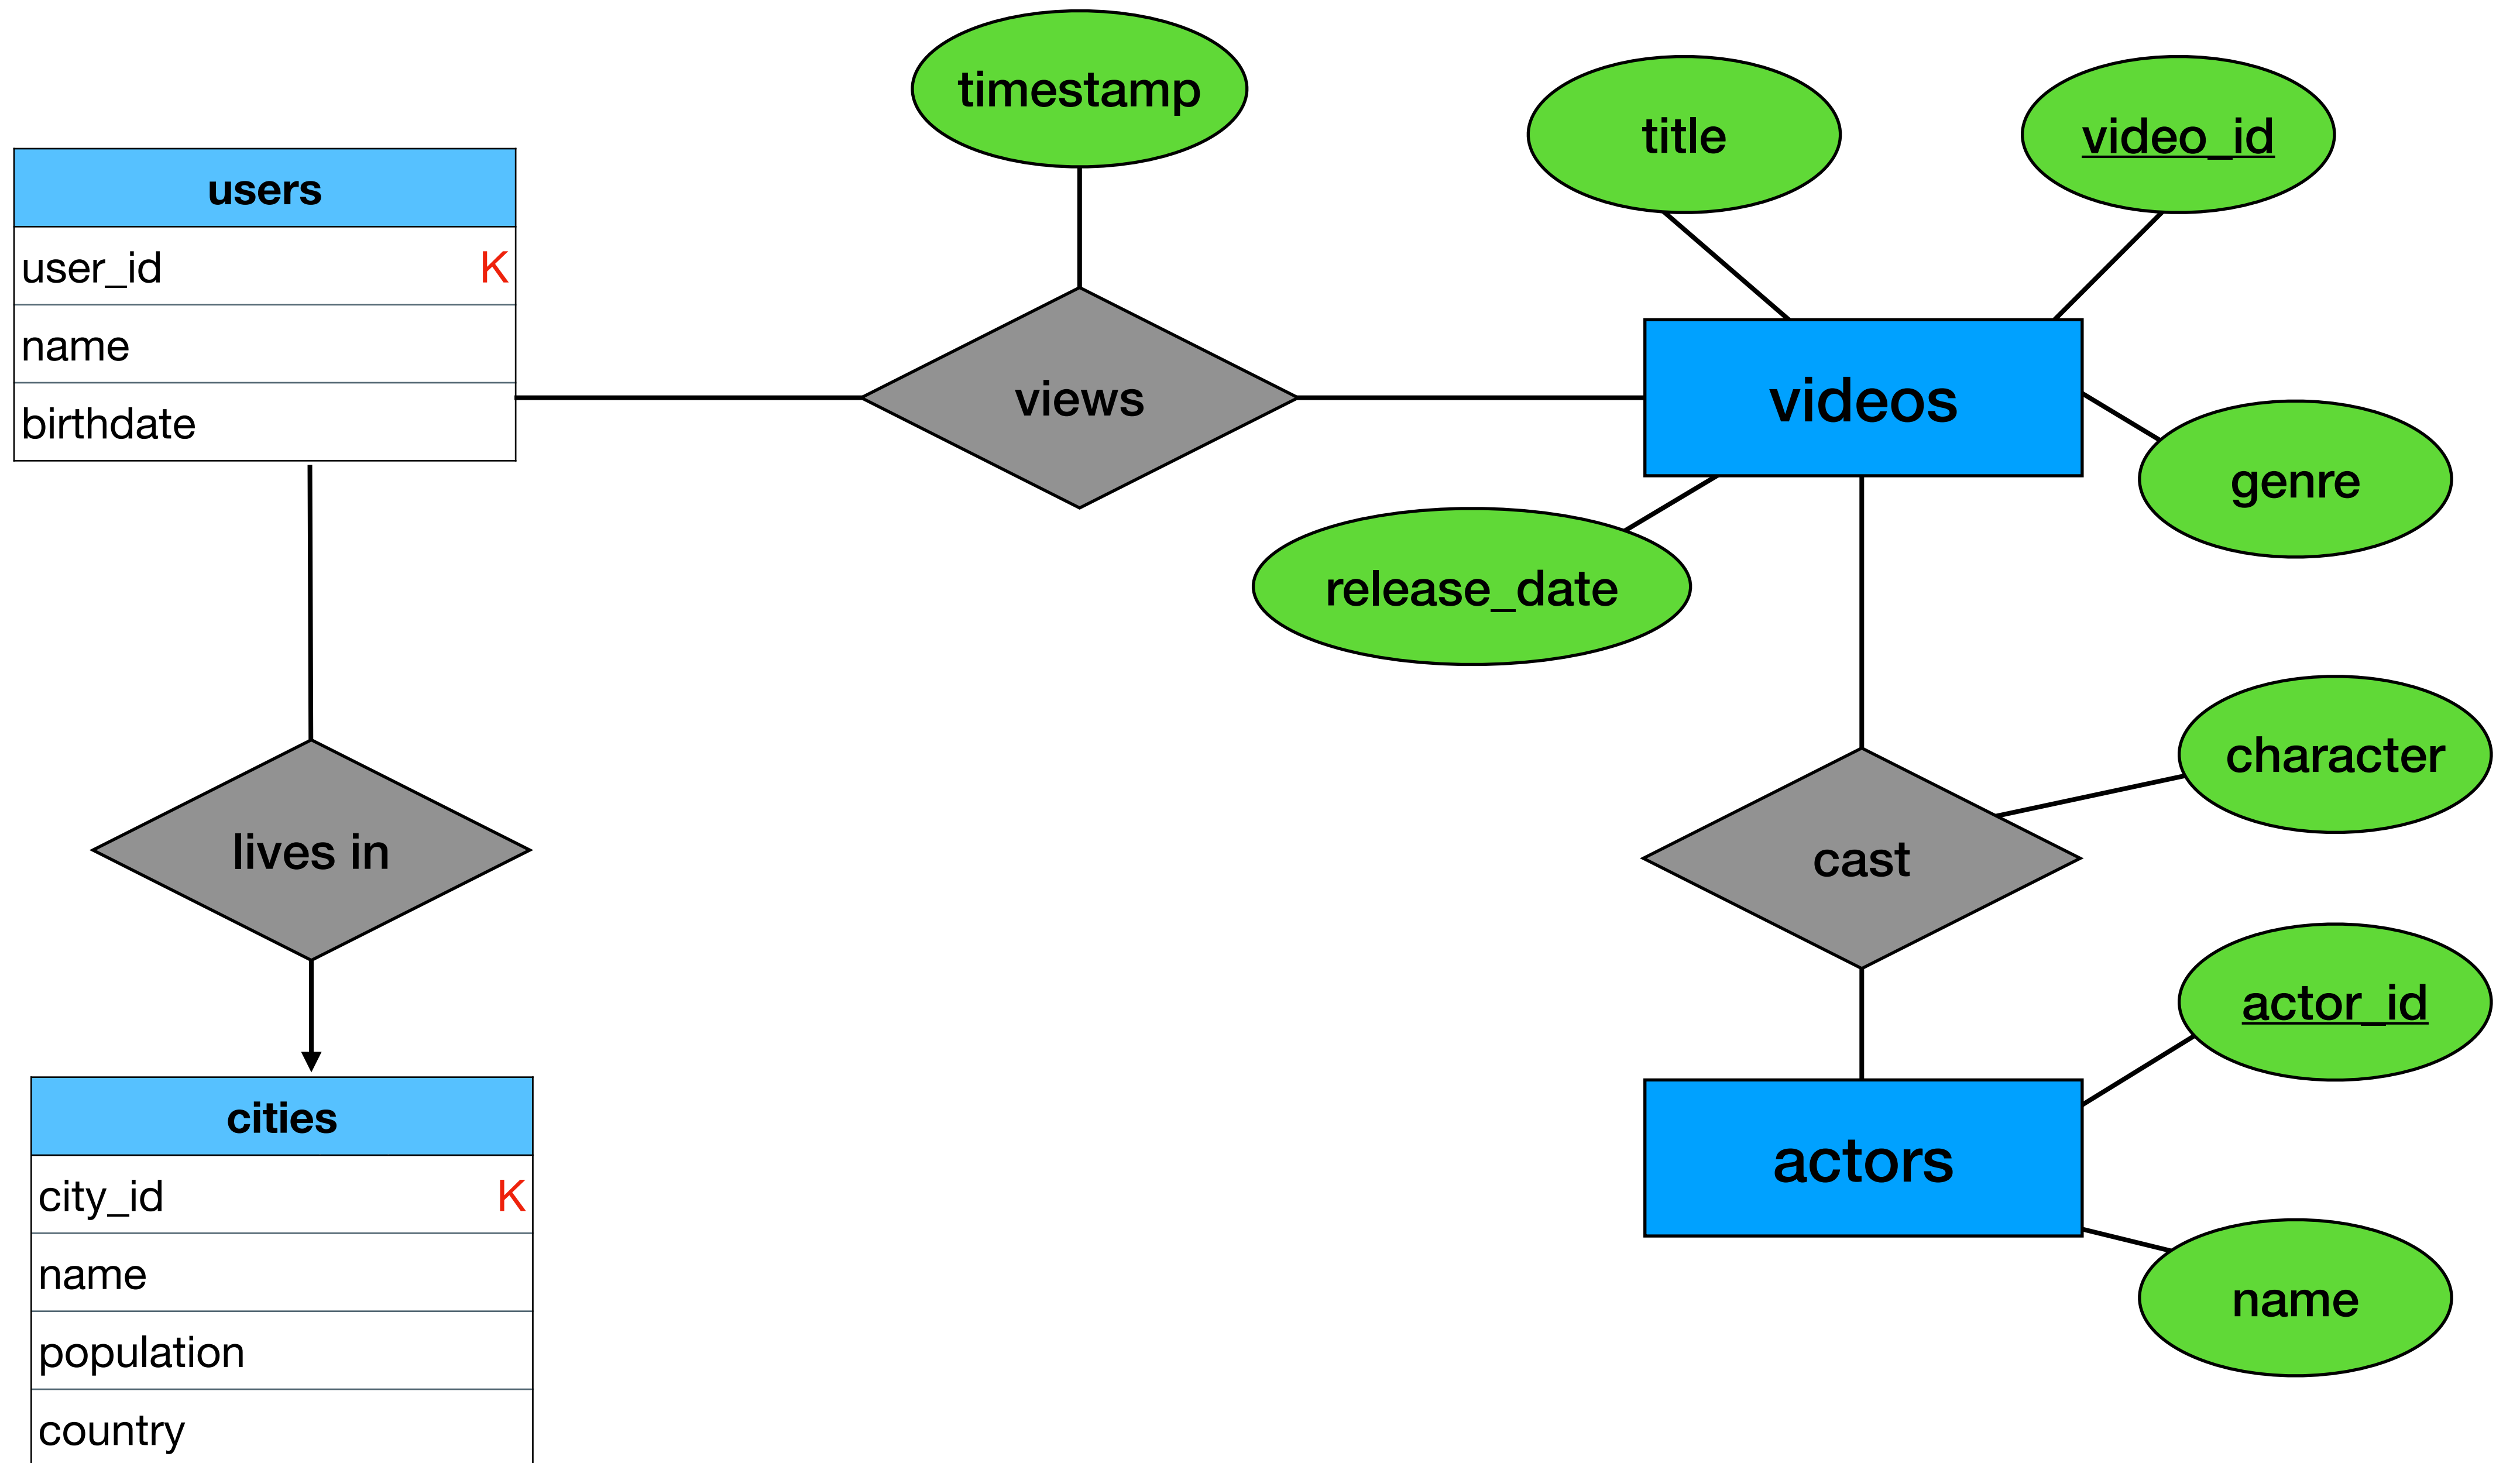 timestamp
title
video_id
users
user_id K
name
birthdate
views
videos
genre
release_date
character
lives in
cast
actor_id
cities
city_id K
name
population
country
actors
name